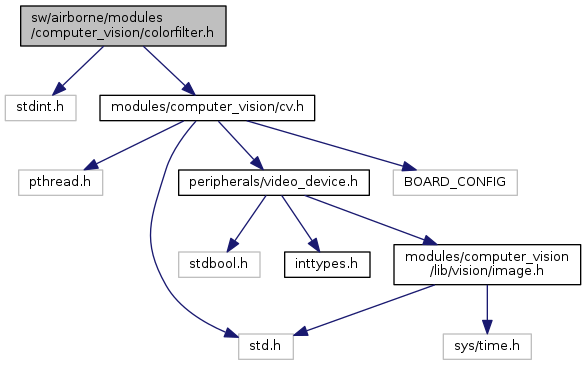 sw/airborne/modules
/computer_vision/colorfilter.h
stdint.h
modules/computer_vision/cv.h
pthread.h
peripherals/video_device.h
BOARD_CONFIG
stdbool.h
inttypes.h
modules/computer_vision
/lib/vision/image.h
std.h
sys/time.h